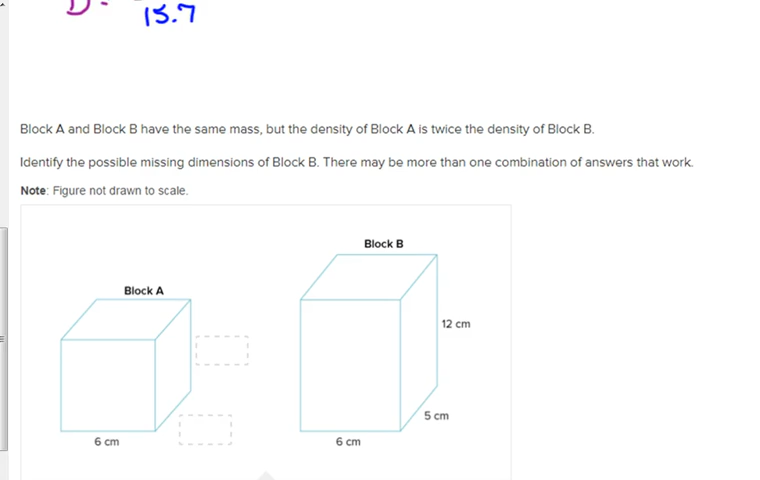 D =
15.7
Block A and Block B have the same mass, but the density of Block A is twice the density of Block B.
Identify the possible missing dimensions of Block B. There may be more than one combination of answers that work.
Note: Figure not drawn to scale.
Block B
Block A
12 cm
5 cm
6 cm
6 cm